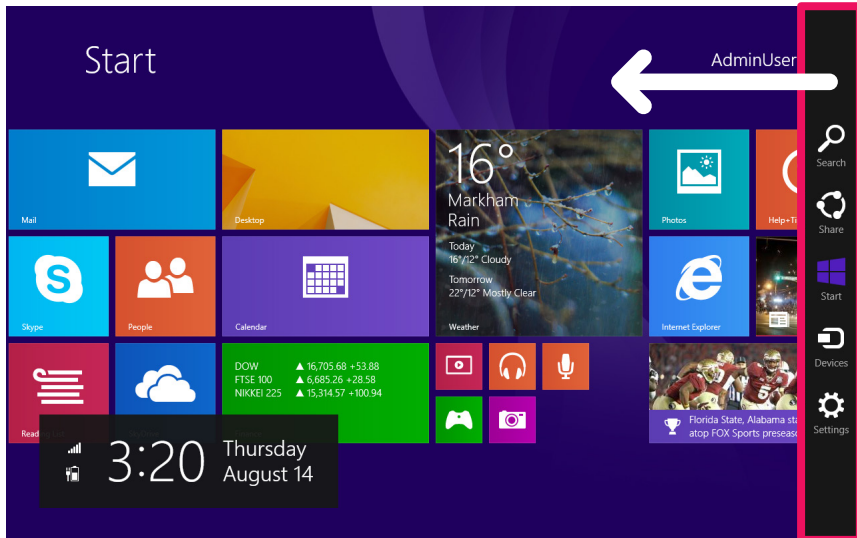 Start
AdminUser
Search
Share
Start
Devices
Settings
Mail
Desktop
16°
Markham
Rain
Today
16°/12° Cloudy
Tomorrow
22°/12° Mostly Clear
Weather
Photos
Help+Ti
Skype
People
Calendar
Internet Explorer
DOW ▲ 16,705.68 +53.88
FTSE 100 ▲ 6,685.26 +28.58
NIKKEI 225 ▲ 15,314.57 +100.94
Florida State, Alabama sta
atop FOX Sports preseaso
Read
3:20
Thursday
August 14